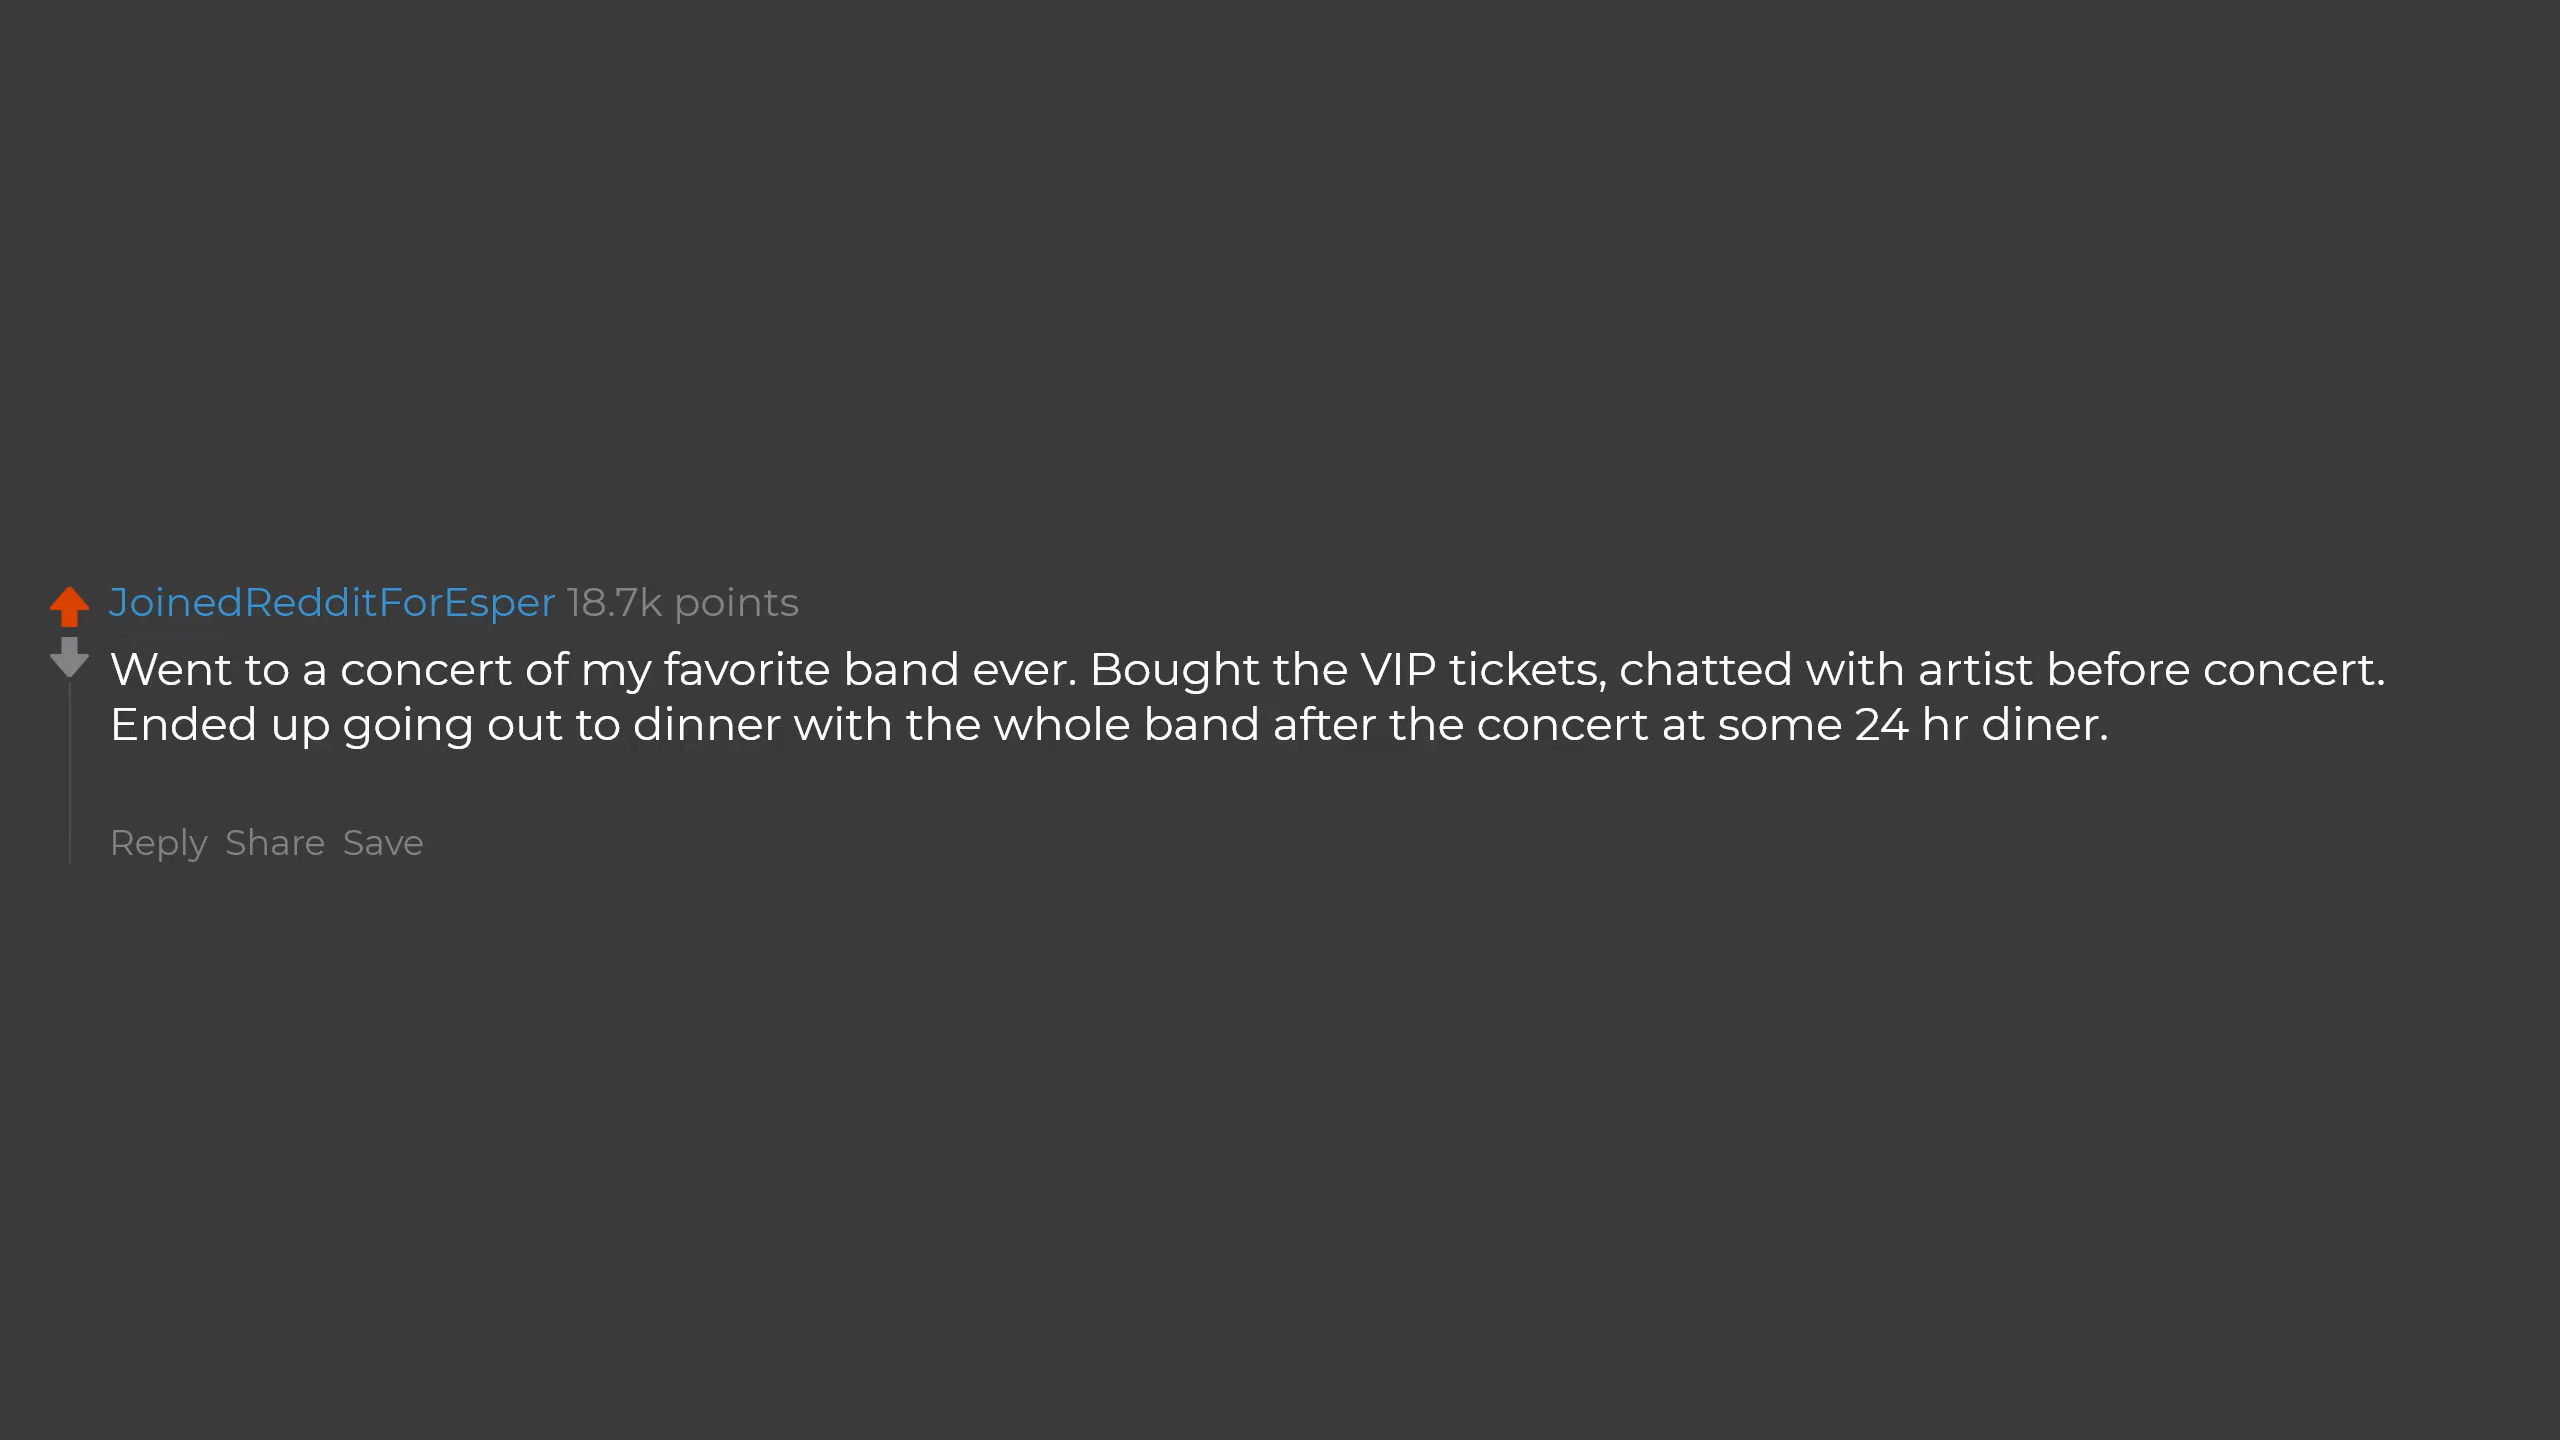 JoinedRedditForEsper 18.7k points
Went to a concert of my favorite band ever. Bought the VIP tickets, chatted with artist before concert.
Ended up going out to dinner with the whole band after the concert at some 24 hr diner.
Reply Share Save